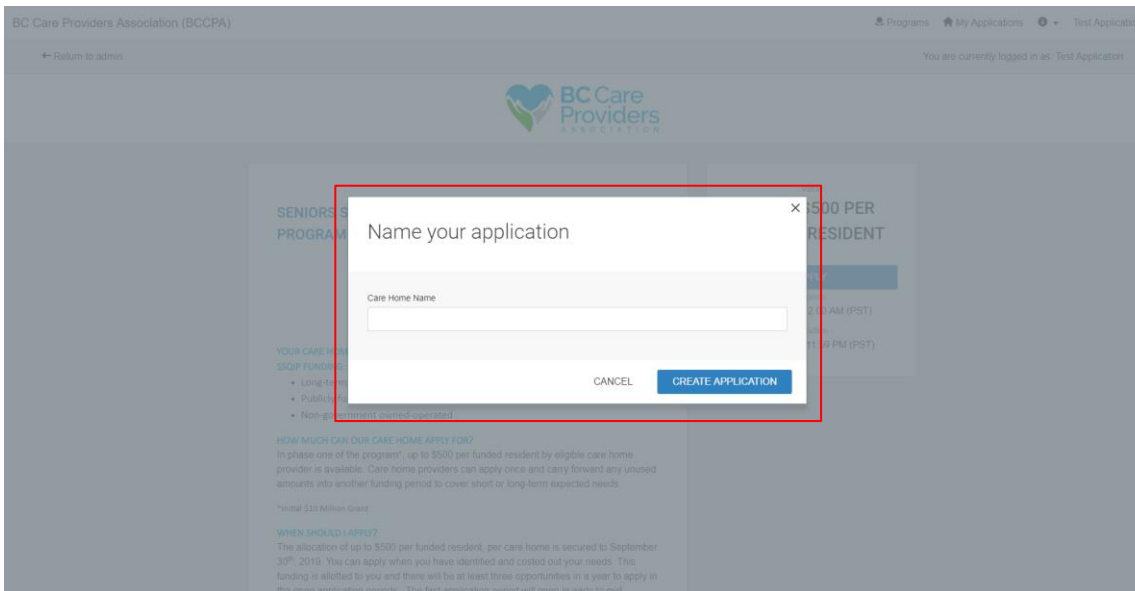 BC Care Providers Association (BCCPA)
Programs My Applications Test Applicatio
Return to admin
You are currently logged in as: Test Application
BC Care
Providers
ASSOCIATION
SENIORS S
PROGRAM
$500 PER
RESIDENT
Name your application
Care Home Name
CANCEL CREATE APPLICATION
AM (PST)
PM (PST)
YOUR CARE HOM
SSQIP FUNDING
Long-term
Publicly fu
Non-government owned-operated
HOW MUCH CAN OUR CARE HOME APPLY FOR?
In phase one of the program*, up to $500 per funded resident by eligible care home
provider is available. Care home providers can apply once and carry forward any unused
amounts into another funding period to cover short or long-term expected needs.
*Initial $10 Million Grant
WHEN SHOULD I APPLY?
The allocation of up to $500 per funded resident, per care home is secured to September
30th, 2019. You can apply when you have identified and costed out your needs. This
funding is allotted to you and there will be at least three opportunities in a year to apply in